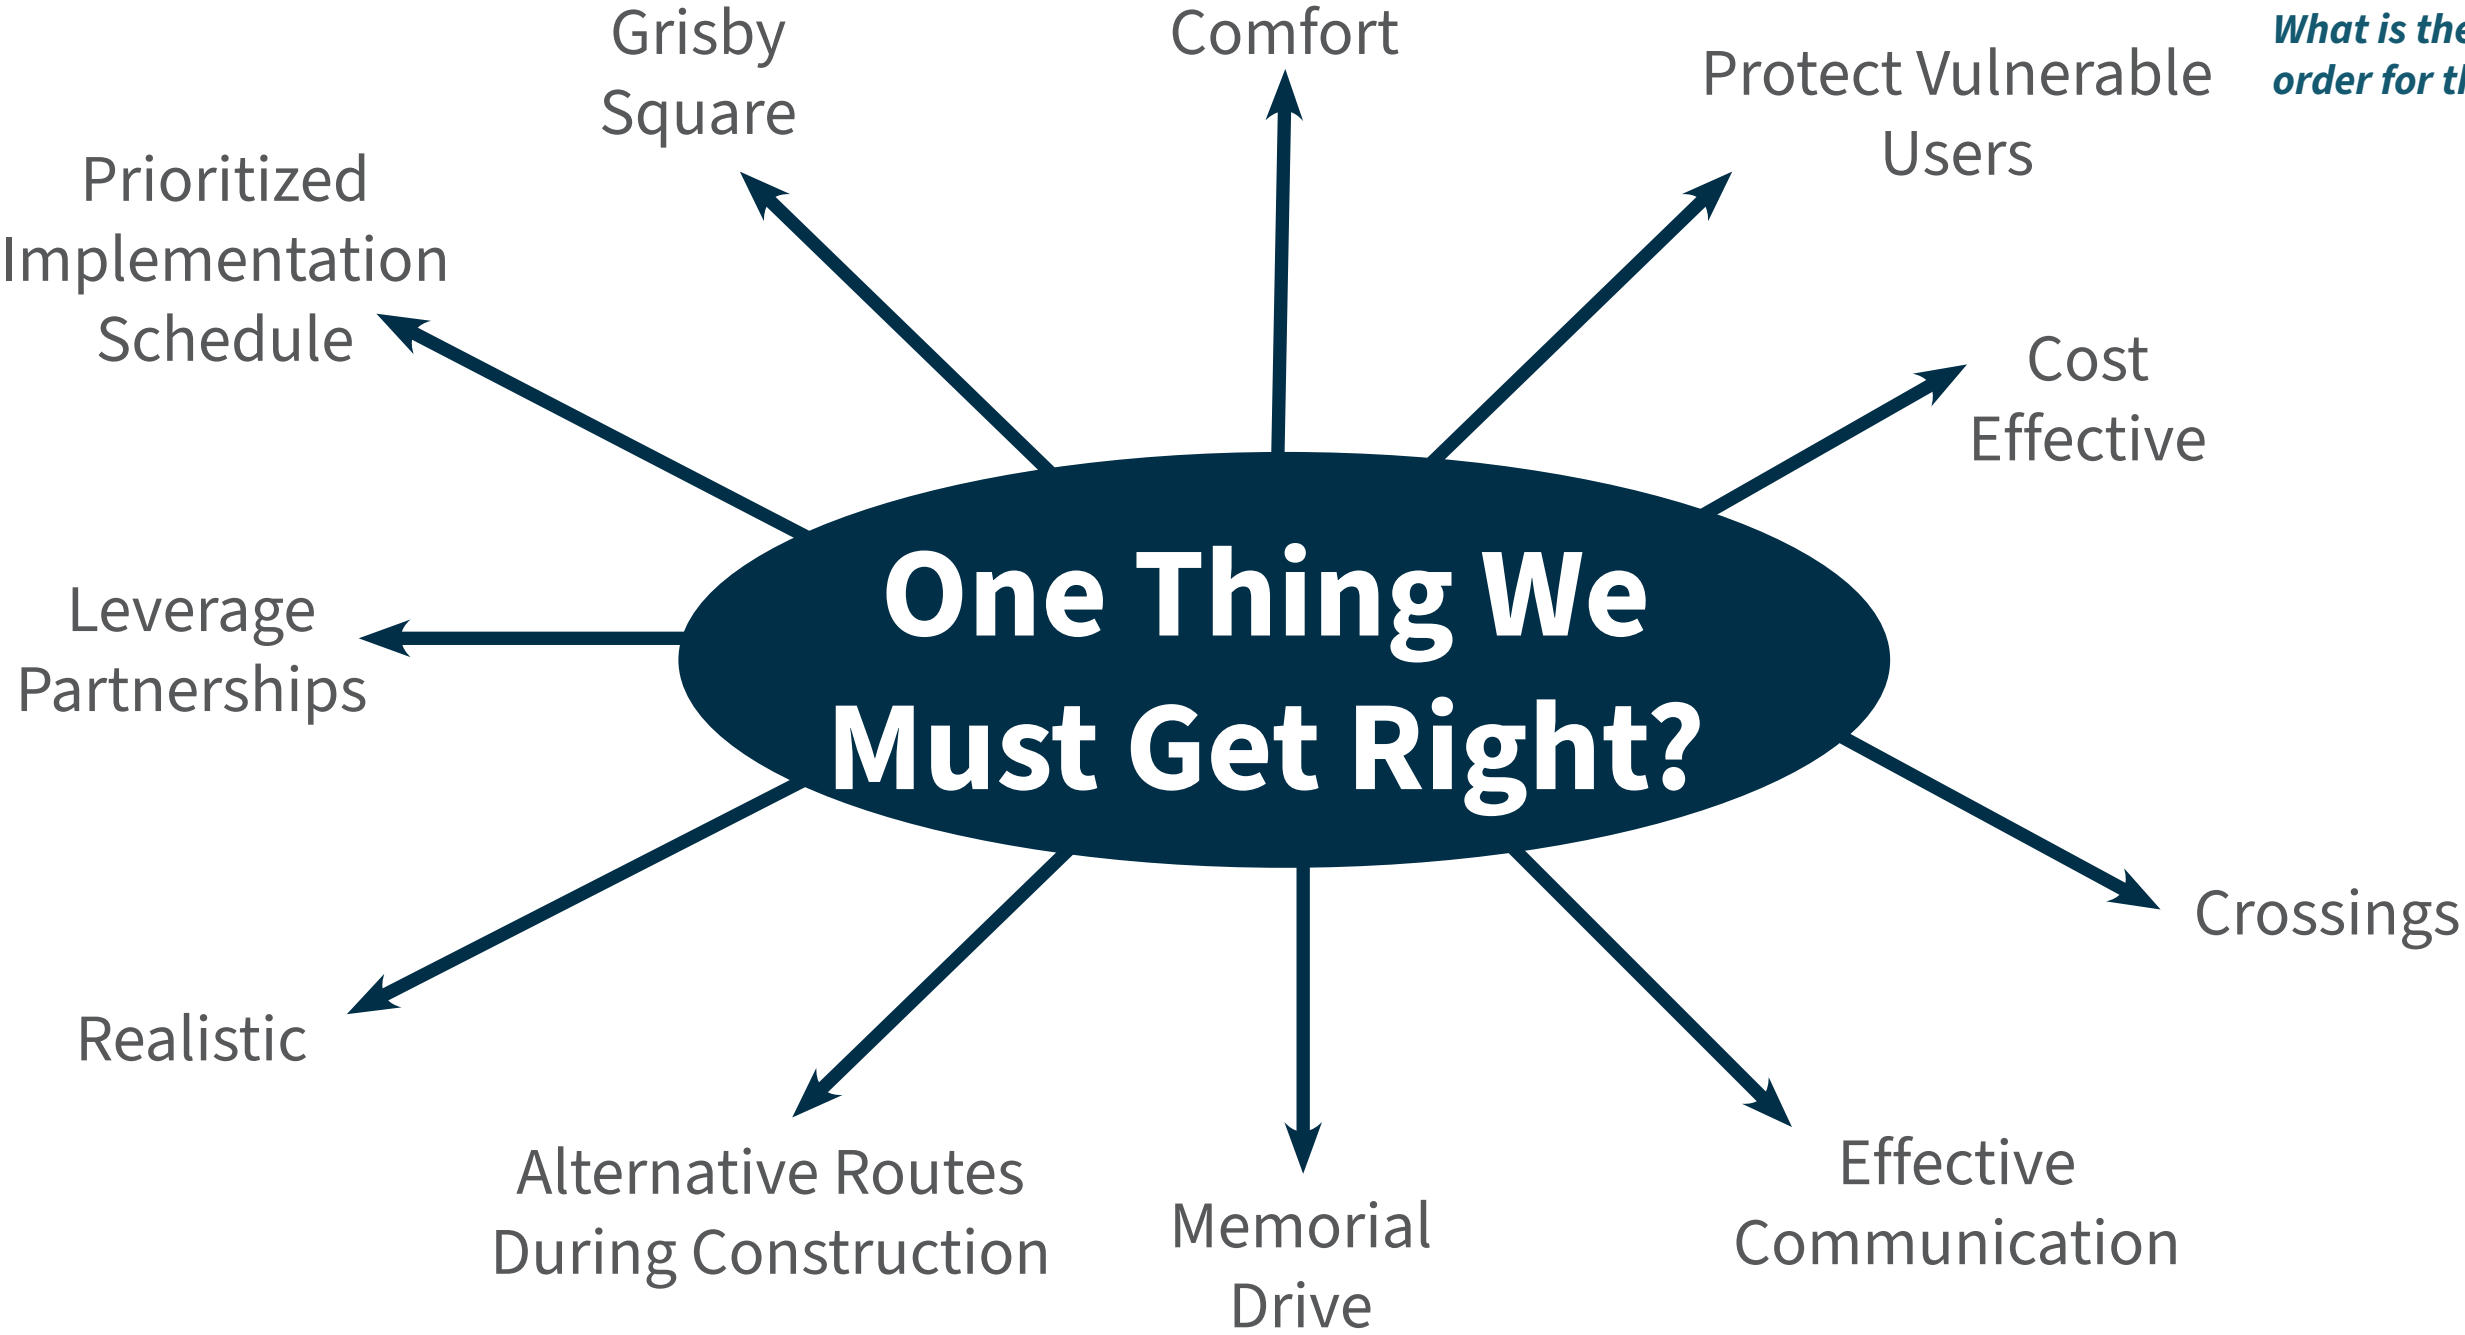 Grisby
Square
Comfort
Protect Vulnerable
Users
What is the
order for th
Prioritized
Implementation
Schedule
Cost
Effective
One Thing We
Must Get Right?
Leverage
Partnerships
Crossings
Realistic
Alternative Routes
During Construction
Memorial
Drive
Effective
Communication